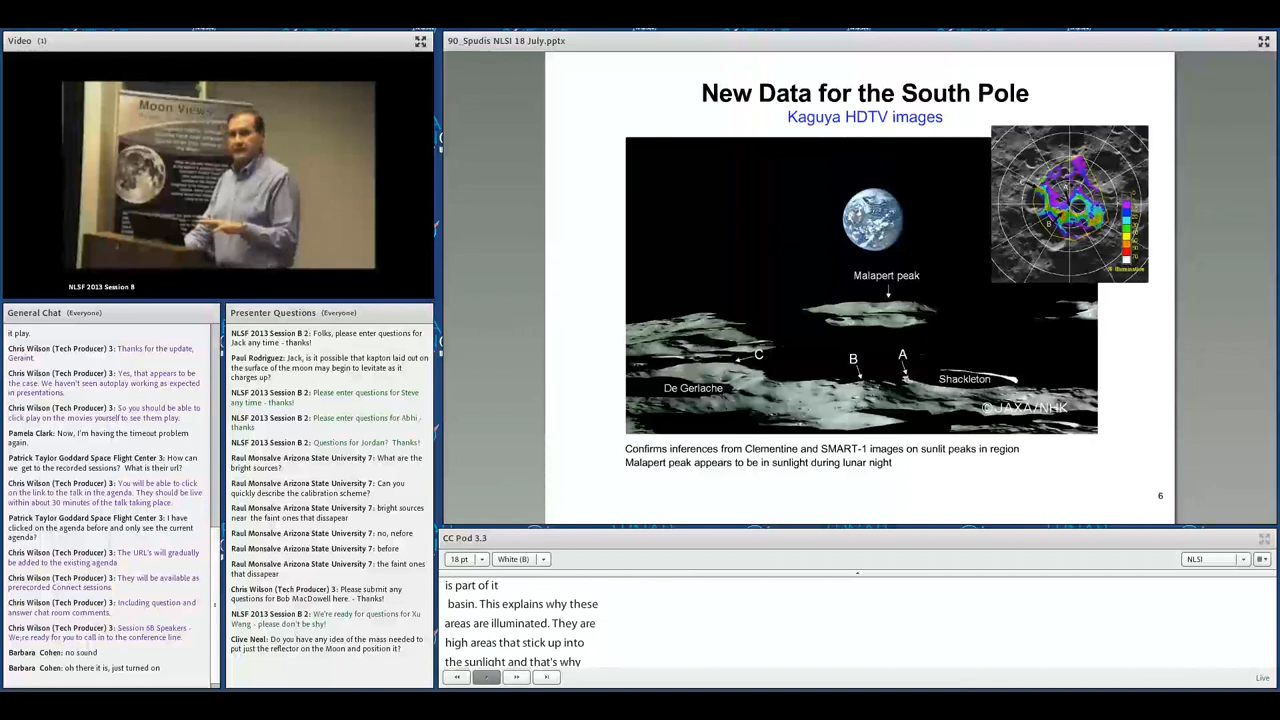 Video (1)
Moon Views
NLSF 2013 Session B
General Chat (Everyone)
it play.
Chris Wilson (Tech Producer) 3: Thanks for the update,
Geraint.
Chris Wilson (Tech Producer) 3: Yes, that appears to
be the case. We haven't seen autoplay working as expected
in presentations.
Chris Wilson (Tech Producer) 3: So you should be able to
click play on the movies yourself to see them play.
Pamela Clark: Now, I'm having the timeout problem
again.
Patrick Taylor Goddard Space Flight Center 3: How can
we get to the recorded sessions? What is their url?
Chris Wilson (Tech Producer) 3: You will be able to click
on the link to the talk in the agenda. They should be live
within about 30 minutes of the talk taking place.
Patrick Taylor Goddard Space Flight Center 3: I have
clicked on the agenda before and only see the current
agenda?
Chris Wilson (Tech Producer) 3: The URL's will gradually
be added to the existing agenda
Chris Wilson (Tech Producer) 3: They will be available as
prerecorded Connect sessions.
Chris Wilson (Tech Producer) 3: Including question and
answer chat room comments.
Chris Wilson (Tech Producer) 3: Session 6B Speakers -
We;re ready for you to call in to the conference line.
Barbara Cohen: no sound
Barbara Cohen: oh there it is, just turned on
Presenter Questions (Everyone)
NLSF 2013 Session B 2: Folks, please enter questions for
Jack any time - thanks!
Paul Rodriguez: Jack, is it possible that kapton laid out on
the surface of the moon may begin to levitate as it
charges up?
NLSF 2013 Session B 2: Please enter questions for Steve
any time - thanks!
NLSF 2013 Session B 2: Please enter questions for Abhi -
thanks
NLSF 2013 Session B 2: Questions for Jordan? Thanks!
Raul Monsalve Arizona State University 7: What are the
bright sources?
Raul Monsalve Arizona State University 7: Can you
quickly describe the calibration scheme?
Raul Monsalve Arizona State University 7: bright sources
near the faint ones that dissapear
Raul Monsalve Arizona State University 7: no, nefore
Raul Monsalve Arizona State University 7: before
Raul Monsalve Arizona State University 7: the faint ones
that dissapear
Chris Wilson (Tech Producer) 3: Please submit any
questions for Bob MacDowell here. - Thanks!
NLSF 2013 Session B 2: We're ready for questions for Xu
Wang - please don't be shy!
Clive Neal: Do you have any idea of the mass needed to
put just the reflector on the Moon and position it?
90_Spudis NLSI 18 July.pptx
New Data for the South Pole
Kaguya HDTV images
A
B
% Illumination
Malapert peak
C
B
A
De Gerlache
Shackleton
©JAXA/NHK
Confirms inferences from Clementine and SMART-1 images on sunlit peaks in region
Malapert peak appears to be in sunlight during lunar night
6
CC Pod 3.3
18 pt
White (B)
NLSI
is part of it
basin. This explains why these
areas are illuminated. They are
high areas that stick up into
the sunlight and that's why
Live